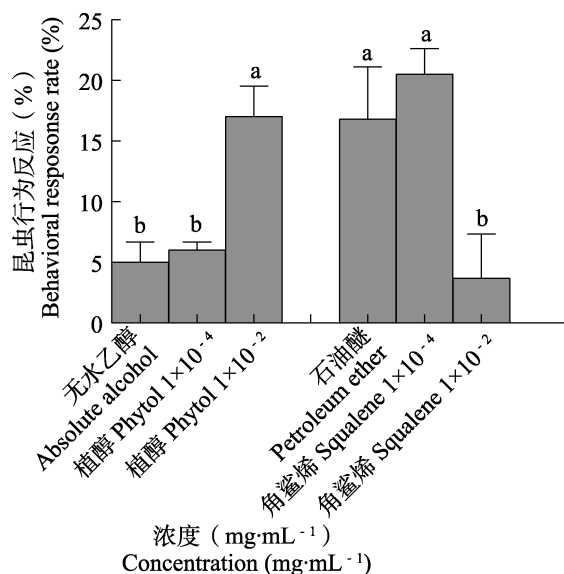 昆虫行为反应（%）
Behavioral resposonse rate (%)
25
20
15
10
5
0
b
b
a
a
a
b
无水乙醇
Absolute alcohol
植醇 Phytol 1×10⁻⁴
植醇 Phytol 1×10⁻²
石油醚
Petroleum ether
角鲨烯 Squalene 1×10⁻⁴
角鲨烯 Squalene 1×10⁻²
浓度（mg·mL⁻¹）
Concentration (mg·mL⁻¹)